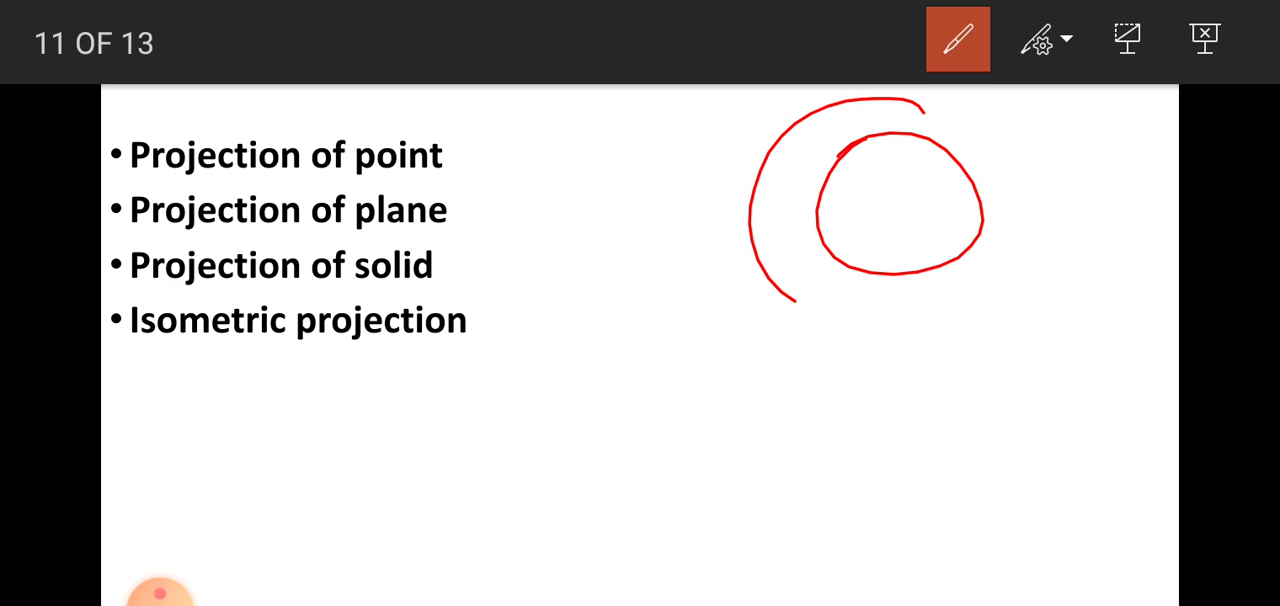 11 OF 13
• Projection of point
• Projection of plane
• Projection of solid
• Isometric projection